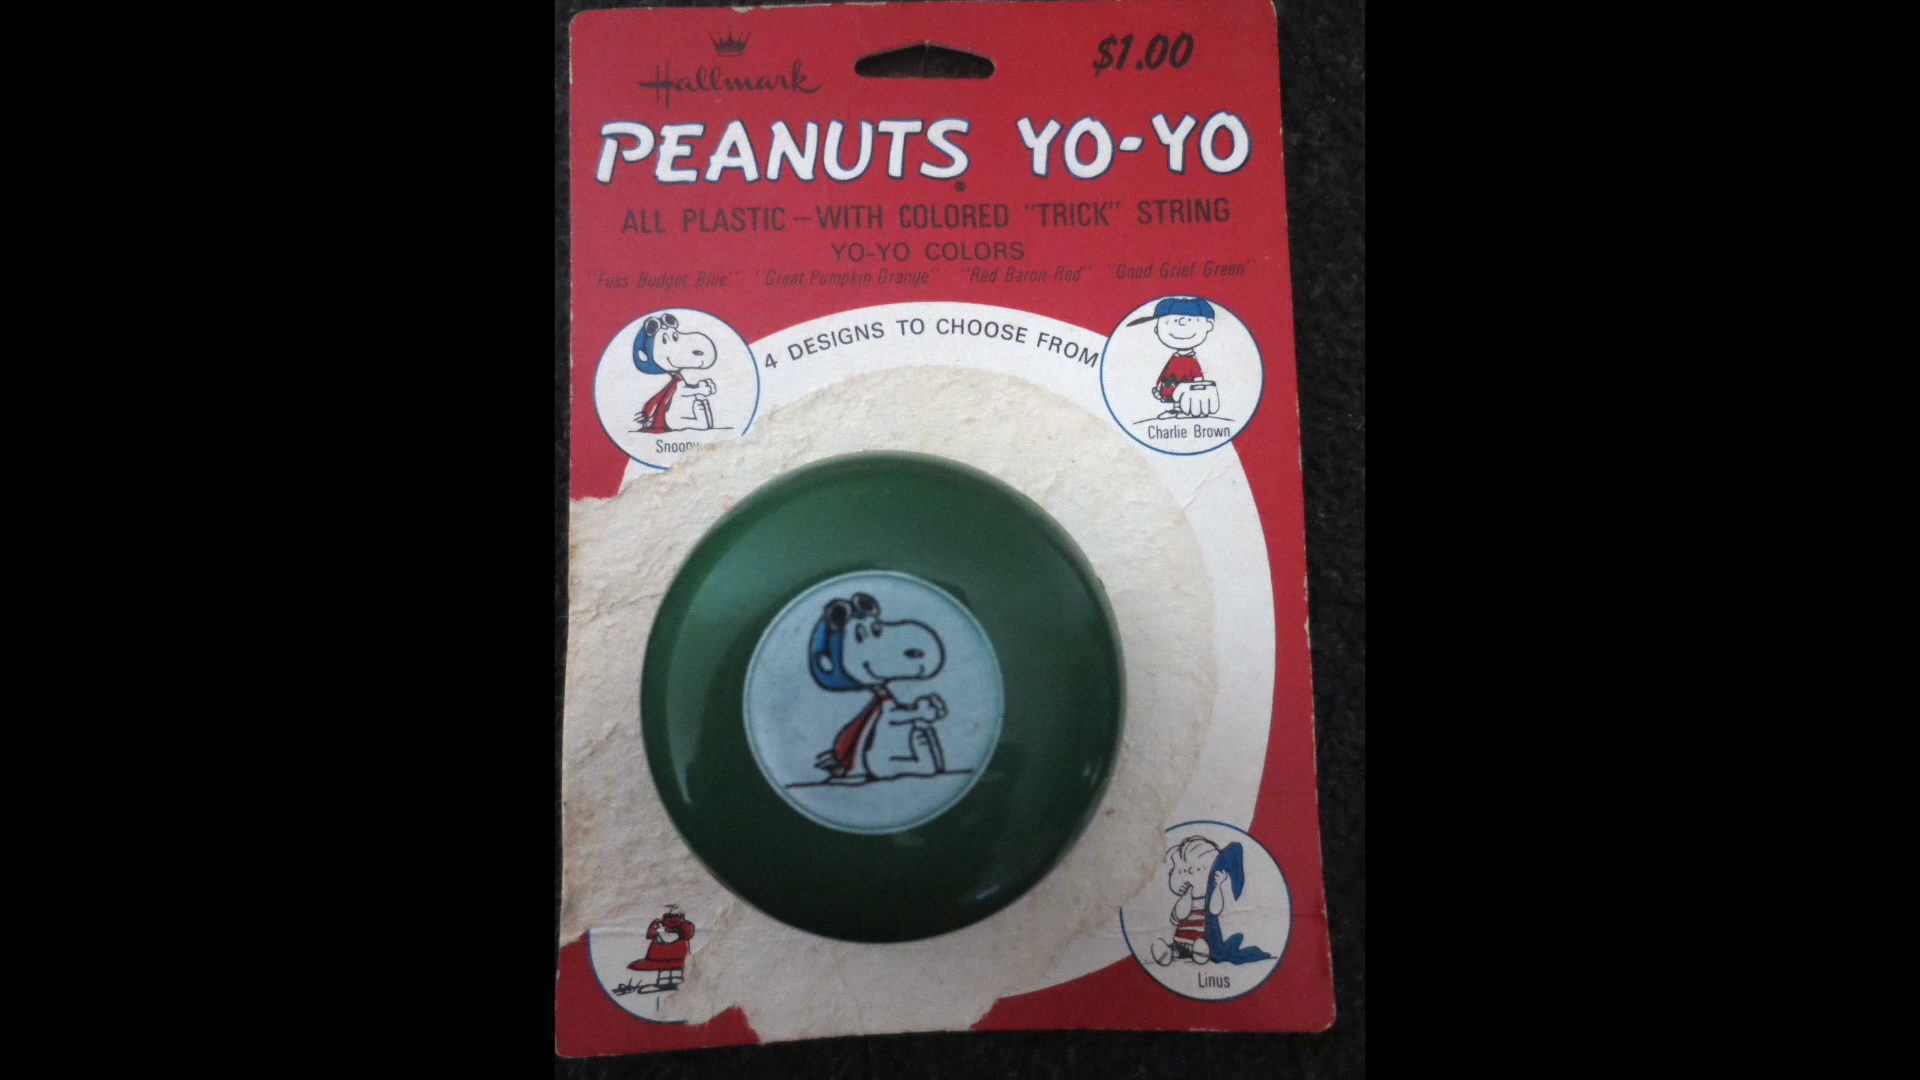 Hallmark
$1.00
PEANUTS® YO-YO
ALL PLASTIC—WITH COLORED "TRICK" STRING
YO-YO COLORS
"Fuss Budget Blue" "Great Pumpkin Orange" "Red Baron Red" "Good Grief Green"
4 DESIGNS TO CHOOSE FROM
Charlie Brown
Linus